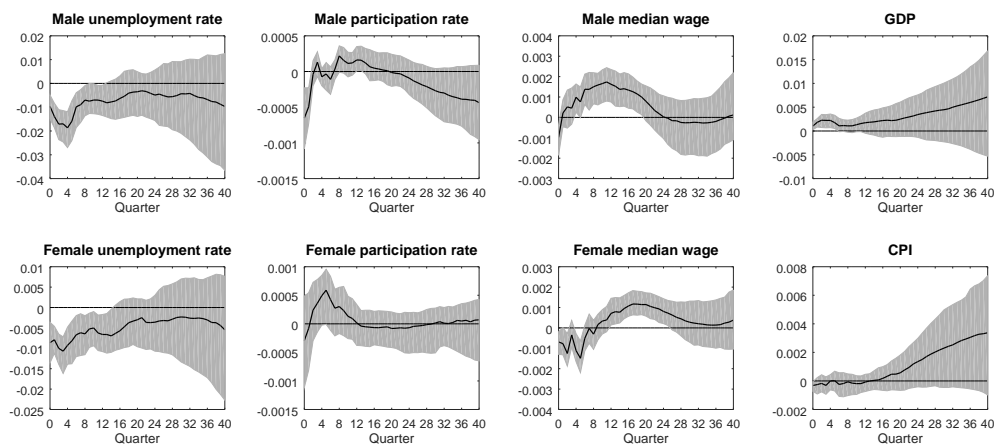 Male unemployment rate
0.02
0.01
0
-0.01
-0.02
-0.03
-0.04
0 4 8 12 16 20 24 28 32 36 40
Quarter
Male participation rate
0.0005
0
-0.0005
-0.001
-0.0015
0 4 8 12 16 20 24 28 32 36 40
Quarter
Male median wage
0.004
0.003
0.002
0.001
0
-0.001
-0.002
-0.003
0 4 8 12 16 20 24 28 32 36 40
Quarter
GDP
0.02
0.015
0.01
0.005
0
-0.005
-0.01
0 4 8 12 16 20 24 28 32 36 40
Quarter
Female unemployment rate
0.01
0.005
0
-0.005
-0.01
-0.015
-0.02
-0.025
0 4 8 12 16 20 24 28 32 36 40
Quarter
Female participation rate
0.001
0.0005
0
-0.0005
-0.001
-0.0015
0 4 8 12 16 20 24 28 32 36 40
Quarter
Female median wage
0.003
0.002
0.001
0
-0.001
-0.002
-0.003
-0.004
0 4 8 12 16 20 24 28 32 36 40
Quarter
CPI
0.008
0.006
0.004
0.002
0
-0.002
0 4 8 12 16 20 24 28 32 36 40
Quarter